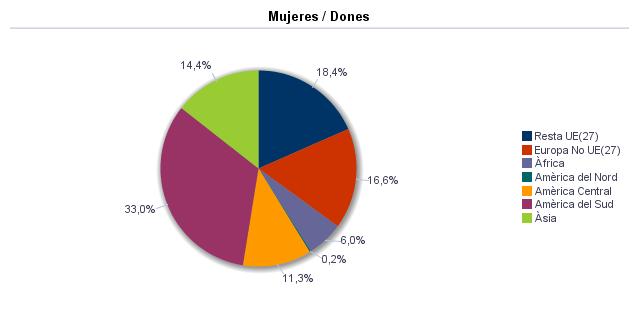 Mujeres / Dones
14,4%
18,4%
16,6%
6,0%
0,2%
11,3%
33,0%
Resta UE(27)
Europa No UE(27)
Àfrica
Amèrica del Nord
Amèrica Central
Amèrica del Sud
Àsia